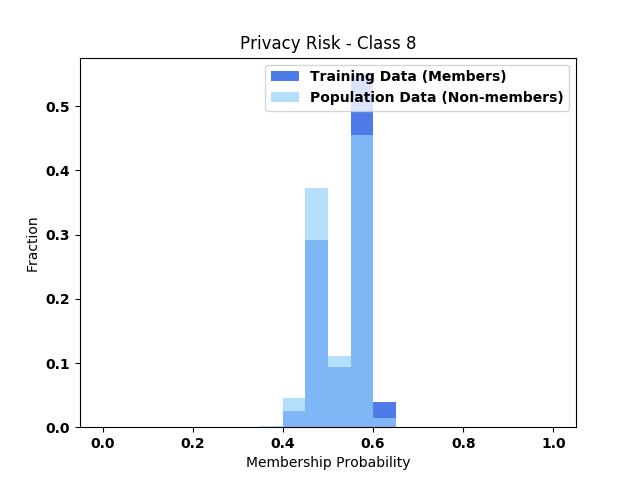 Privacy Risk - Class 8
Training Data (Members)
Population Data (Non-members)
0.5
0.4
0.3
0.2
0.1
0.0
Fraction
0.0 0.2 0.4 0.6 0.8 1.0
Membership Probability